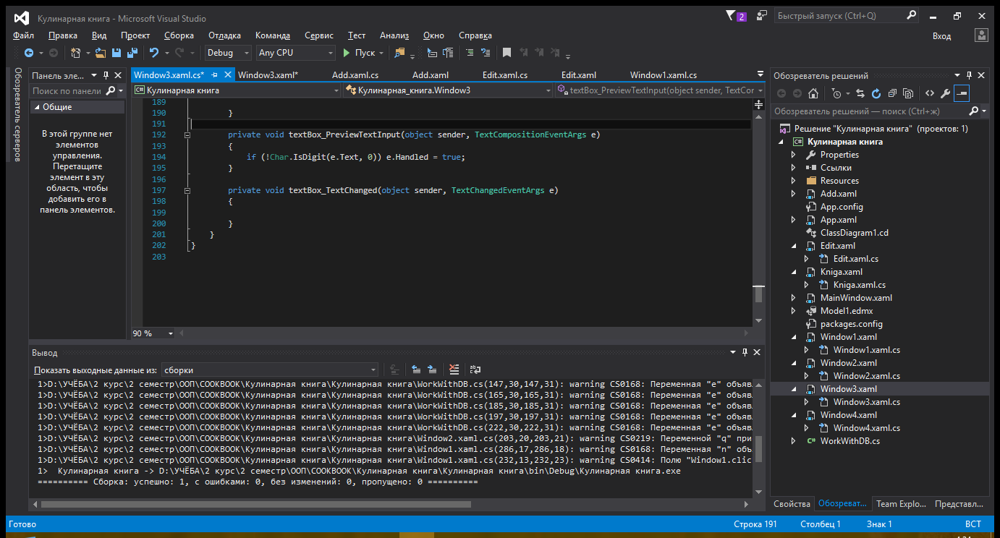 Кулинарная книга - Microsoft Visual Studio
2
Быстрый запуск (Ctrl+Q)
Файл Правка Вид Проект Сборка Отладка Команда Сервис Тест Анализ Окно Справка
Вход
Debug Any CPU Пуск
Обозреватель серверов
Панель эле...
Поиск по панели
Общие
В этой группе нет
элементов
управления.
Перетащите
элемент в эту
область, чтобы
добавить его в
панель элементов.
Window3.xaml.cs* Window3.xaml* Add.xaml.cs Add.xaml Edit.xaml.cs Edit.xaml Window1.xaml.cs
C# Кулинарная книга Кулинарная_книга.Window3 textBox_PreviewTextInput(object sender, TextCor
189
190 }
191
192 private void textBox_PreviewTextInput(object sender, TextCompositionEventArgs e)
193 {
194 if (!Char.IsDigit(e.Text, 0)) e.Handled = true;
195 }
196
197 private void textBox_TextChanged(object sender, TextChangedEventArgs e)
198 {
199
200 }
201 }
202 }
203
90 %
Вывод
Показать выходные данные из: сборки
1>D:\УЧЁБА\2 курс\2 семестр\ООП\COOKBOOK\Кулинарная книга\Кулинарная книга\WorkWithDB.cs(147,30,147,31): warning CS0168: Переменная "e" объяв
1>D:\УЧЁБА\2 курс\2 семестр\ООП\COOKBOOK\Кулинарная книга\Кулинарная книга\WorkWithDB.cs(165,30,165,31): warning CS0168: Переменная "e" объяв
1>D:\УЧЁБА\2 курс\2 семестр\ООП\COOKBOOK\Кулинарная книга\Кулинарная книга\WorkWithDB.cs(185,30,185,31): warning CS0168: Переменная "e" объяв
1>D:\УЧЁБА\2 курс\2 семестр\ООП\COOKBOOK\Кулинарная книга\Кулинарная книга\WorkWithDB.cs(197,30,197,31): warning CS0168: Переменная "e" объяв
1>D:\УЧЁБА\2 курс\2 семестр\ООП\COOKBOOK\Кулинарная книга\Кулинарная книга\WorkWithDB.cs(222,30,222,31): warning CS0168: Переменная "e" объяв
1>D:\УЧЁБА\2 курс\2 семестр\ООП\COOKBOOK\Кулинарная книга\Кулинарная книга\Window2.xaml.cs(203,20,203,21): warning CS0219: Переменной "q" при
1>D:\УЧЁБА\2 курс\2 семестр\ООП\COOKBOOK\Кулинарная книга\Кулинарная книга\Window1.xaml.cs(286,17,286,18): warning CS0168: Переменная "n" объ
1>D:\УЧЁБА\2 курс\2 семестр\ООП\COOKBOOK\Кулинарная книга\Кулинарная книга\Window1.xaml.cs(232,13,232,23): warning CS0414: Полю "Window1.clic
1> Кулинарная книга -> D:\УЧЁБА\2 курс\2 семестр\ООП\COOKBOOK\Кулинарная книга\Кулинарная книга\bin\Debug\Кулинарная книга.exe
========== Сборка: успешно: 1, с ошибками: 0, без изменений: 0, пропущено: 0 ==========
Обозреватель решений
Обозреватель решений — поиск (Ctrl+ж)
Решение "Кулинарная книга" (проектов: 1)
C# Кулинарная книга
Properties
Ссылки
Resources
Add.xaml
App.config
App.xaml
ClassDiagram1.cd
Edit.xaml
Edit.xaml.cs
Kniga.xaml
Kniga.xaml.cs
MainWindow.xaml
Model1.edmx
packages.config
Window1.xaml
Window1.xaml.cs
Window2.xaml
Window2.xaml.cs
Window3.xaml
Window3.xaml.cs
Window4.xaml
Window4.xaml.cs
C# WorkWithDB.cs
Свойства Обозреват... Team Explo... Представл...
Готово Строка 191 Столбец 1 Знак 1 ВСТ